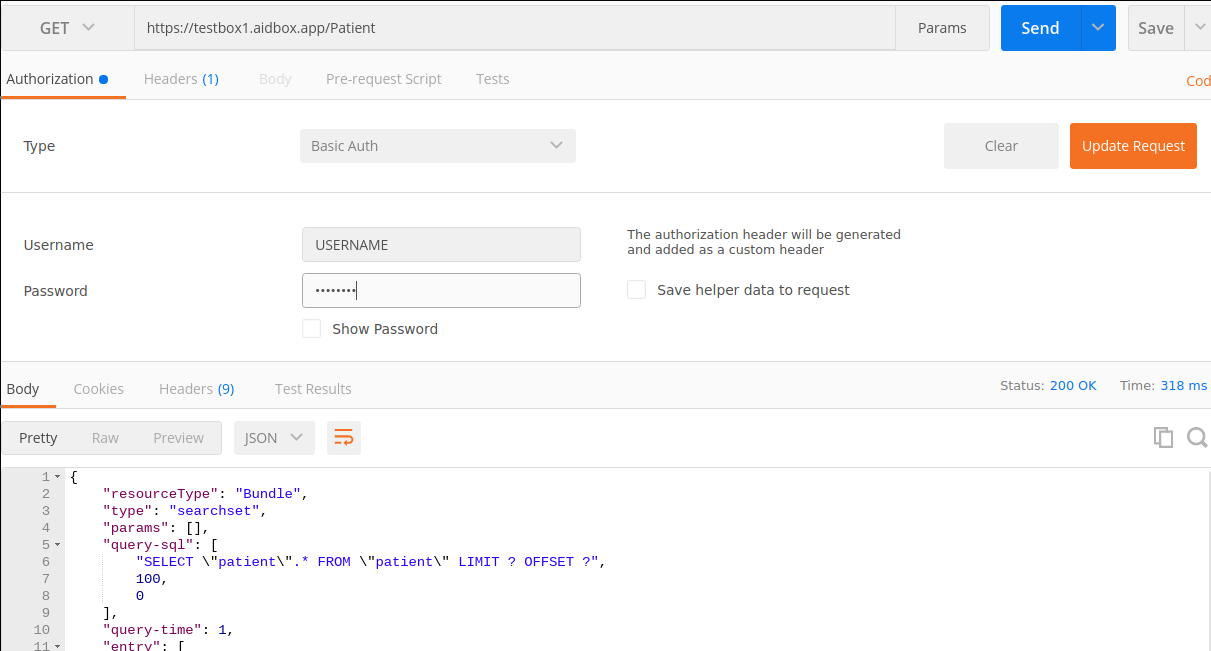 GET https://testbox1.aidbox.app/Patient Params Send Save
Authorization Headers (1) Body Pre-request Script Tests Cod
Type Basic Auth Clear Update Request
Username USERNAME The authorization header will be generated
and added as a custom header
Password •••••••• Save helper data to request
Show Password
Body Cookies Headers (9) Test Results Status: 200 OK Time: 318 ms
Pretty Raw Preview JSON
1 {
2 "resourceType": "Bundle",
3 "type": "searchset",
4 "params": [],
5 "query-sql": [
6 "SELECT \"patient\".* FROM \"patient\" LIMIT ? OFFSET ?",
7 100,
8 0
9 ],
10 "query-time": 1,
11 "entry": [